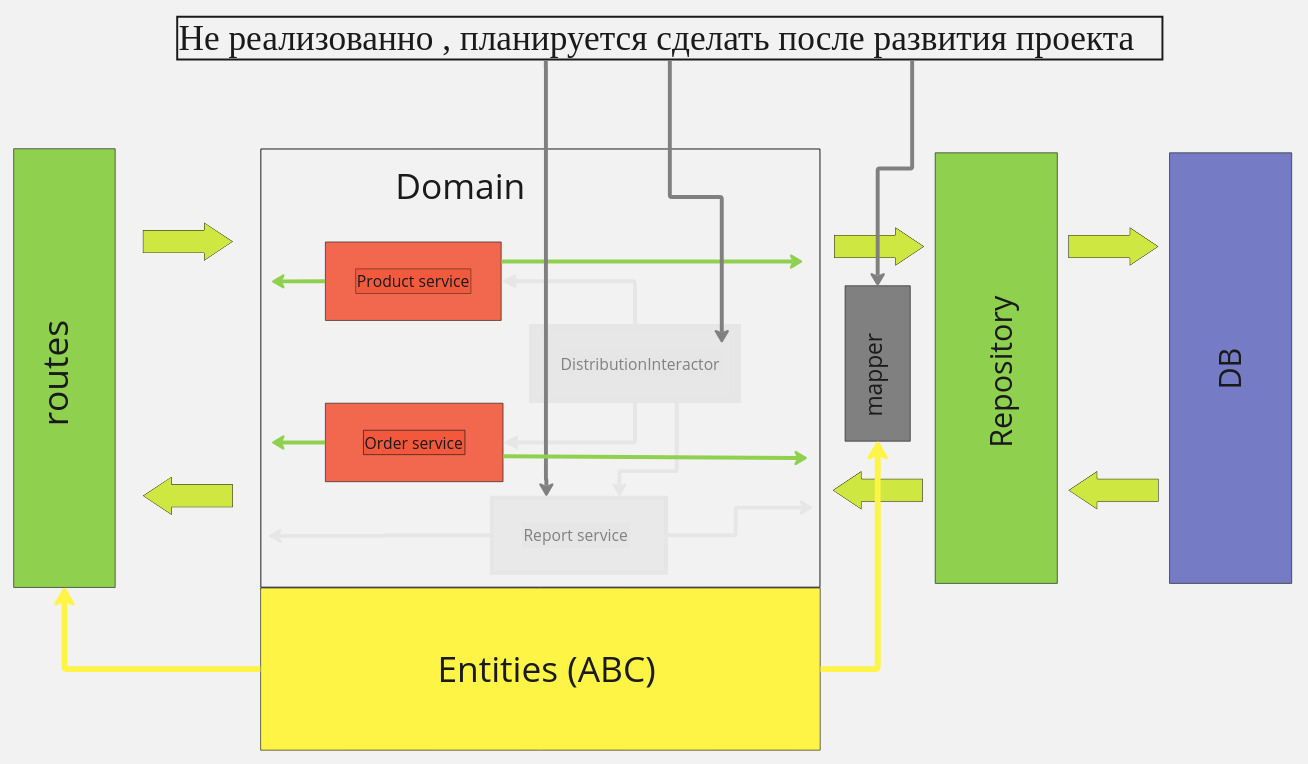 Не реализованно , планируется сделать после развития проекта
routes
Domain
Product service
DistributionInteractor
Order service
Report service
Entities (ABC)
mapper
Repository
DB